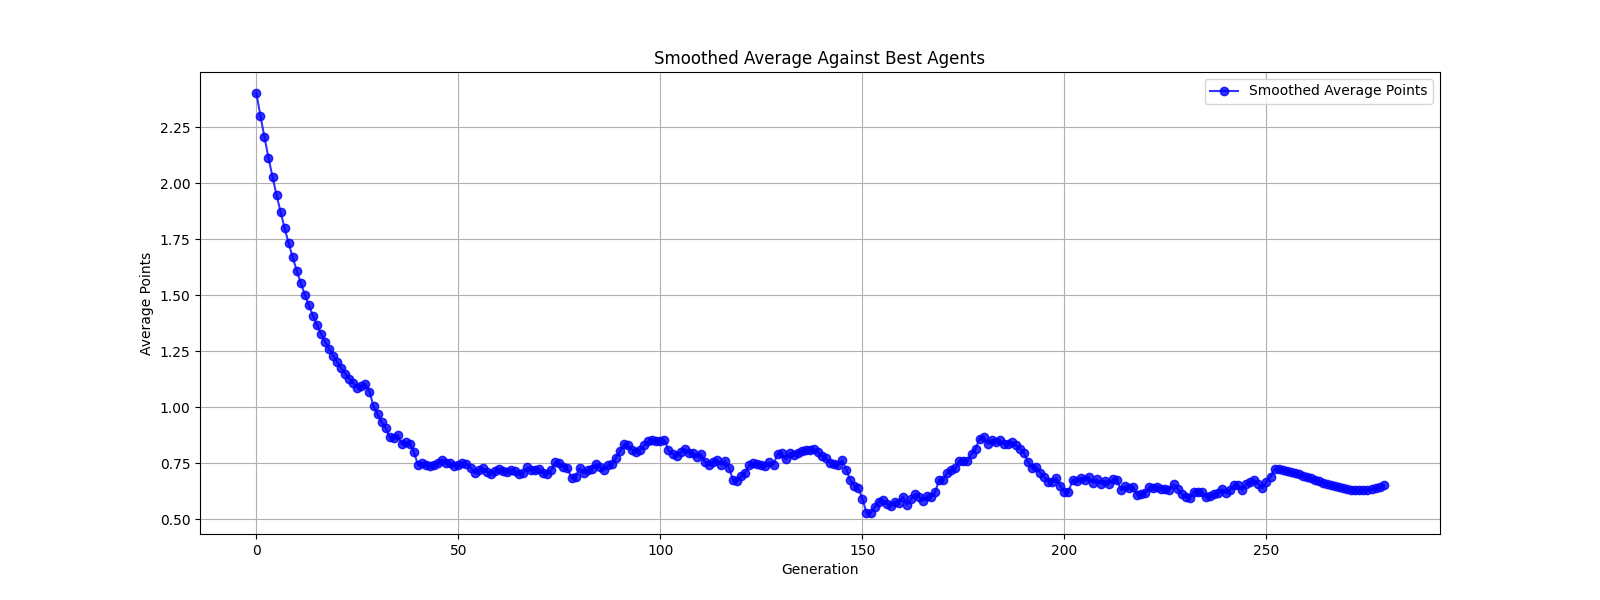 Smoothed Average Against Best Agents
Smoothed Average Points
Average Points
2.25
2.00
1.75
1.50
1.25
1.00
0.75
0.50
0 50 100 150 200 250
Generation